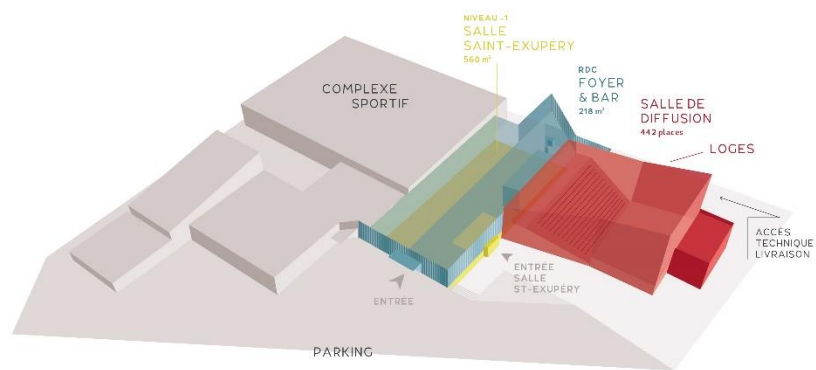 NIVEAU -1
SALLE
SAINT-EXUPÉRY
560 m²
COMPLEXE
SPORTIF
RDC
FOYER
& BAR
218 m²
SALLE DE
DIFFUSION
442 places
LOGES
ACCÈS
TECHNIQUE
LIVRAISON
ENTRÉE
SALLE
ST-EXUPÉRY
ENTRÉE
PARKING